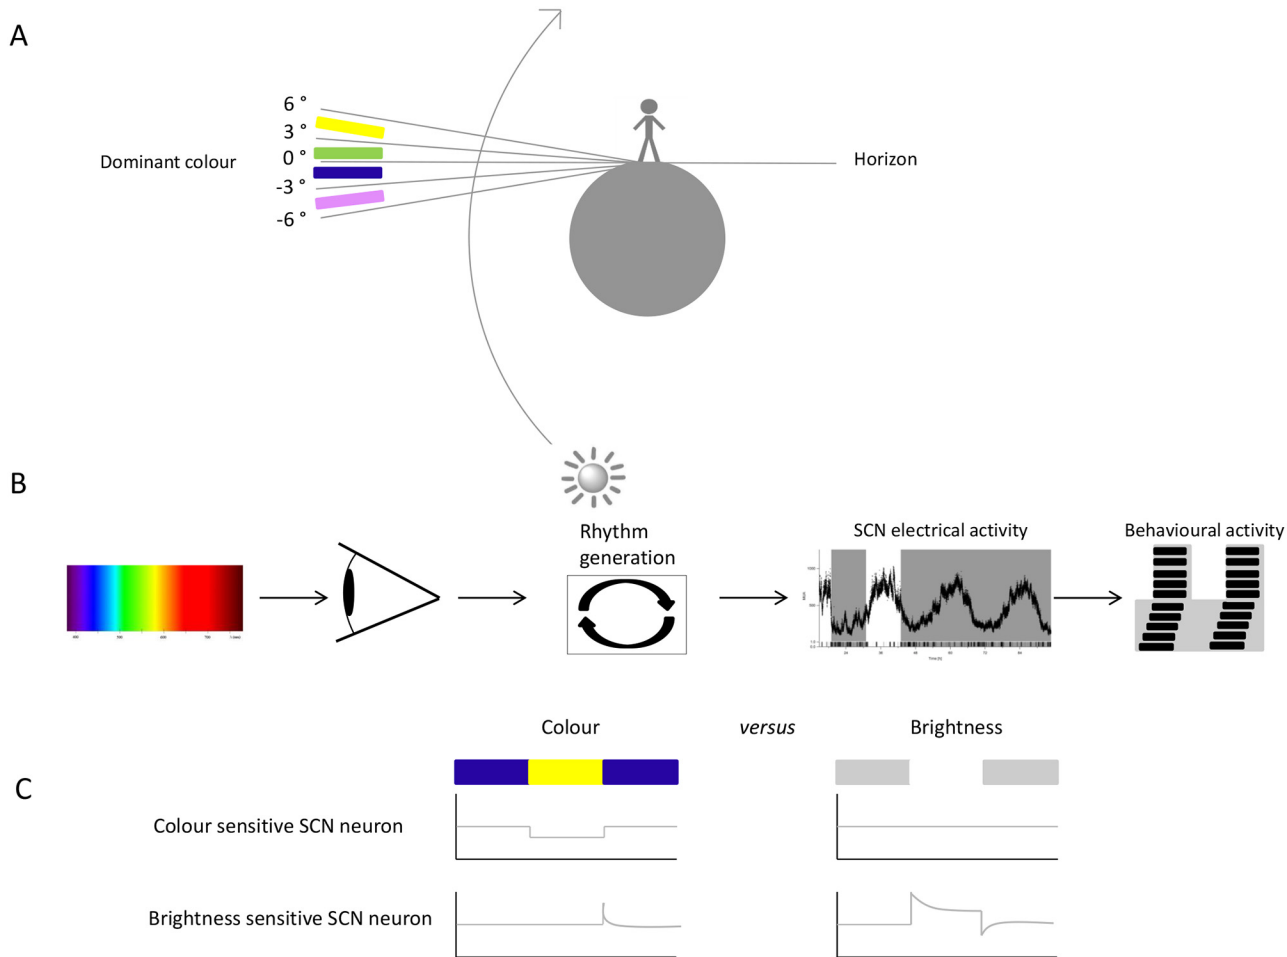 A
6 °
3 °
0 °
-3 °
-6 °
Dominant colour
Horizon
B
Rhythm
generation
SCN electrical activity
Behavioural activity
Time (h)
Colour
versus
Brightness
C
Colour sensitive SCN neuron
Brightness sensitive SCN neuron